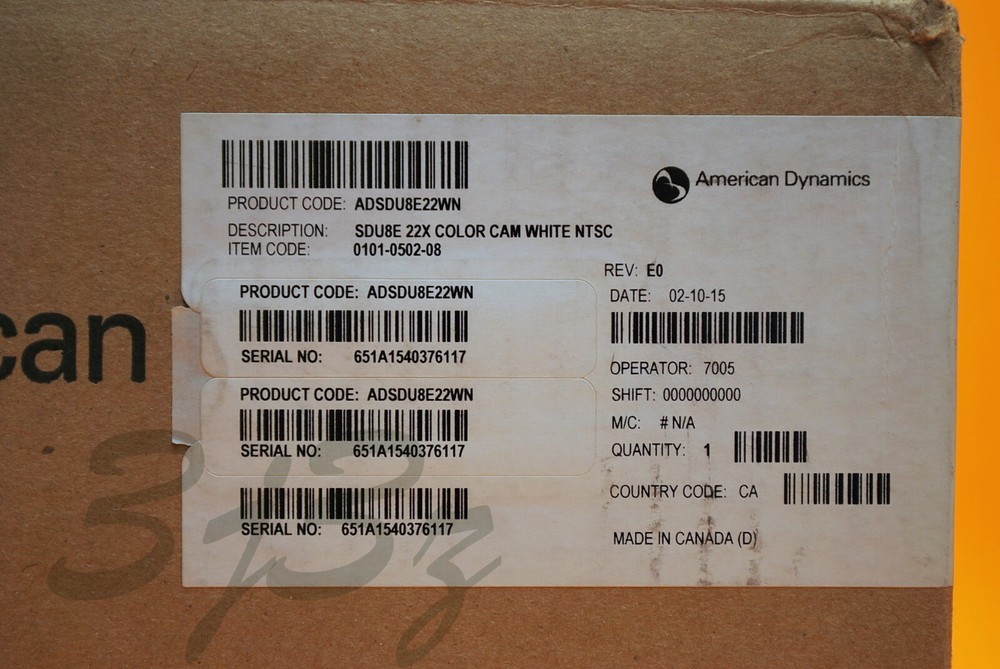 American Dynamics
PRODUCT CODE: ADSDU8E22WN
DESCRIPTION: SDU8E 22X COLOR CAM WHITE NTSC
ITEM CODE: 0101-0502-08
REV: E0
PRODUCT CODE: ADSDU8E22WN
DATE: 02-10-15
SERIAL NO: 651A1540376117
OPERATOR: 7005
PRODUCT CODE: ADSDU8E22WN
SHIFT: 0000000000
M/C: # N/A
SERIAL NO: 651A1540376117
QUANTITY: 1
COUNTRY CODE: CA
SERIAL NO: 651A1540376117
MADE IN CANADA (D)
can